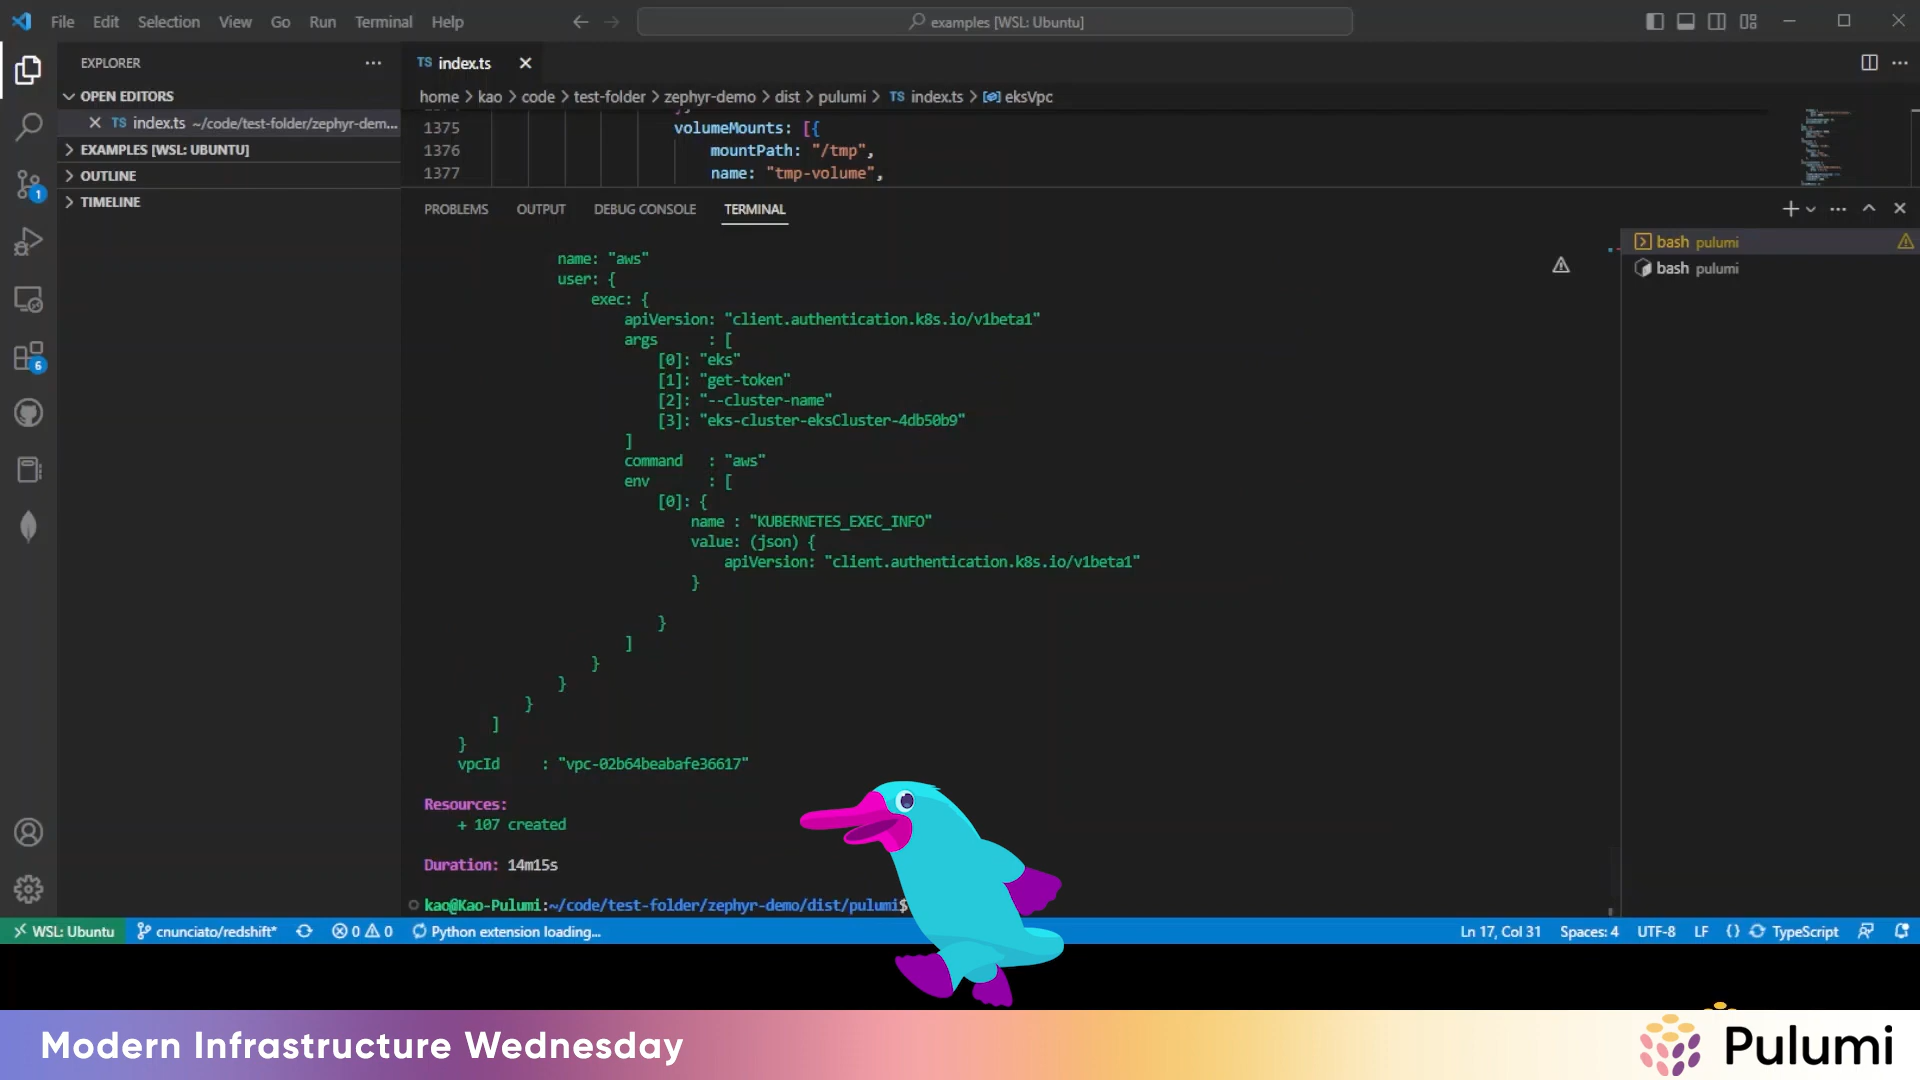 File Edit Selection View Go Run Terminal Help
examples [WSL: Ubuntu]
EXPLORER
OPEN EDITORS
TS index.ts ~/code/test-folder/zephyr-dem...
EXAMPLES [WSL: UBUNTU]
OUTLINE
TIMELINE
1
6
TS index.ts
home > kao > code > test-folder > zephyr-demo > dist > pulumi > TS index.ts > eksVpc
1375 volumeMounts: [{
1376 mountPath: "/tmp",
1377 name: "tmp-volume",
PROBLEMS OUTPUT DEBUG CONSOLE TERMINAL
bash pulumi
bash pulumi
name: "aws"
user: {
exec: {
apiVersion: "client.authentication.k8s.io/v1beta1"
args : [
[0]: "eks"
[1]: "get-token"
[2]: "--cluster-name"
[3]: "eks-cluster-eksCluster-4db50b9"
]
command : "aws"
env : [
[0]: {
name : "KUBERNETES_EXEC_INFO"
value: (json) {
apiVersion: "client.authentication.k8s.io/v1beta1"
}
}
]
}
}
}
]
}
vpcId : "vpc-02b64beabafe36617"
Resources:
+ 107 created
Duration: 14m15s
kao@Kao-Pulumi:~/code/test-folder/zephyr-demo/dist/pulumi$
WSL: Ubuntu cnunciato/redshift* 0 0 Python extension loading... Ln 17, Col 31 Spaces: 4 UTF-8 LF {} TypeScript
Modern Infrastructure Wednesday
Pulumi